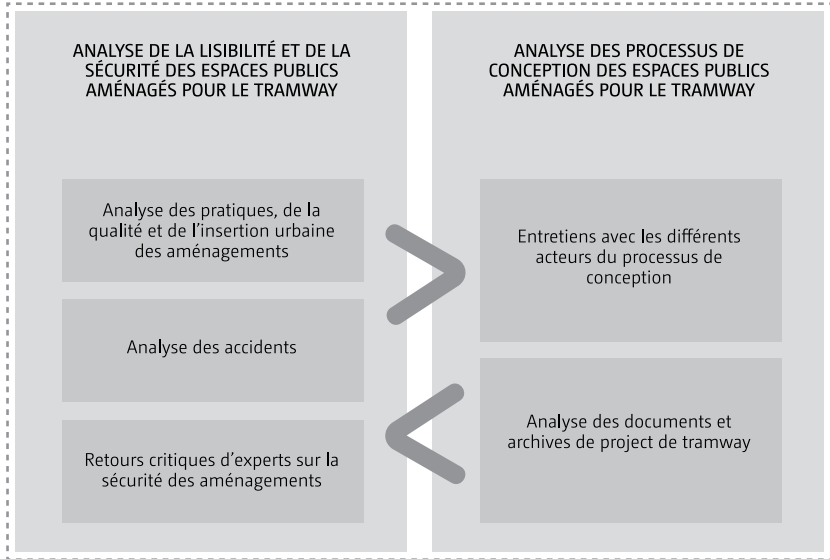 ANALYSE DE LA LISIBILITÉ ET DE LA
SÉCURITÉ DES ESPACES PUBLICS
AMÉNAGÉS POUR LE TRAMWAY
Analyse des pratiques, de la
qualité et de l'insertion urbaine
des aménagements
Analyse des accidents
Retours critiques d'experts sur la
sécurité des aménagements
ANALYSE DES PROCESSUS DE
CONCEPTION DES ESPACES PUBLICS
AMÉNAGÉS POUR LE TRAMWAY
Entretiens avec les différents
acteurs du processus de
conception
Analyse des documents et
archives de project de tramway